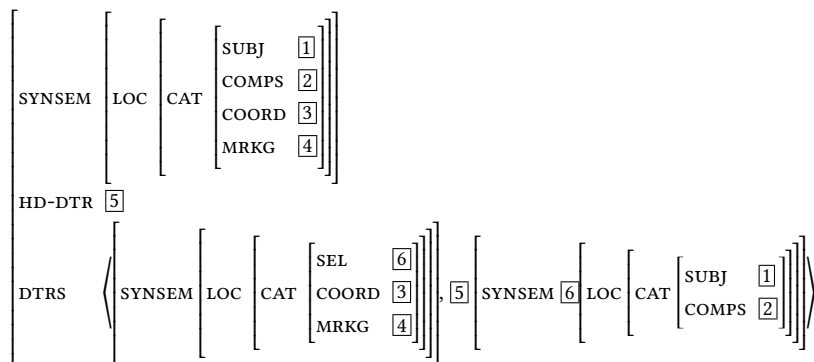 SUBJ 1
COMPS 2
SYNSEM LOC CAT
COORD 3
MRKG 4
HD-DTR 5
SEL 6 SUBJ 1
DTRS SYNSEM LOC CAT COORD 3 , 5 SYNSEM 6 LOC CAT
MRKG 4 COMPS 2